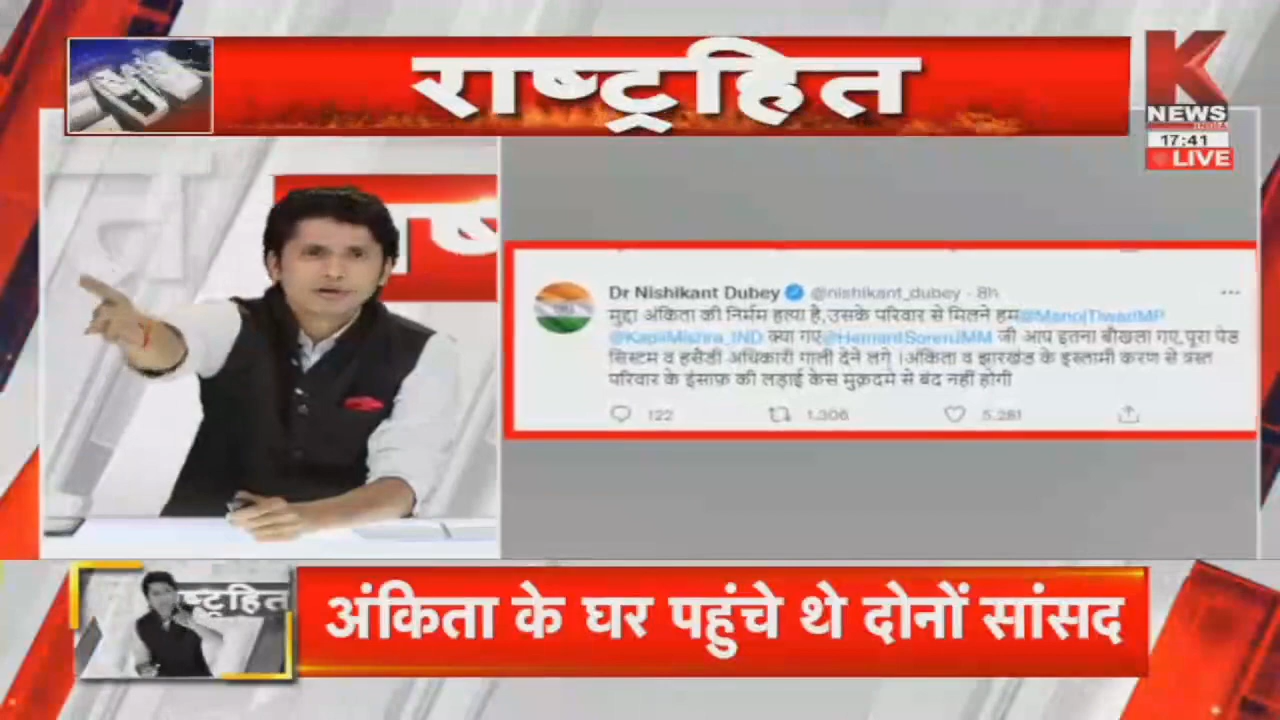 राष्ट्रहित
K
NEWS
INDIA
17:41
LIVE
राष्
Dr Nishikant Dubey @nishikant_dubey - 8h
मुद्दा अंकिता की निर्मम हत्या है,उसके परिवार से मिलने हम@ManojTiwariMP
@KapilMishra_IND क्या गए@HemantSorenJMM जी आप इतना बौखला गए,पूरा पेड
सिस्टम व हसैडी अधिकारी गाली देने लगे ।अंकिता व झारखंड के इस्लामी करण से त्रस्त
परिवार के इंसाफ़ की लड़ाई केस मुक़दमे से बंद नहीं होगी
122 1,306 5,281
राष्ट्रहित
अंकिता के घर पहुंचे थे दोनों सांसद